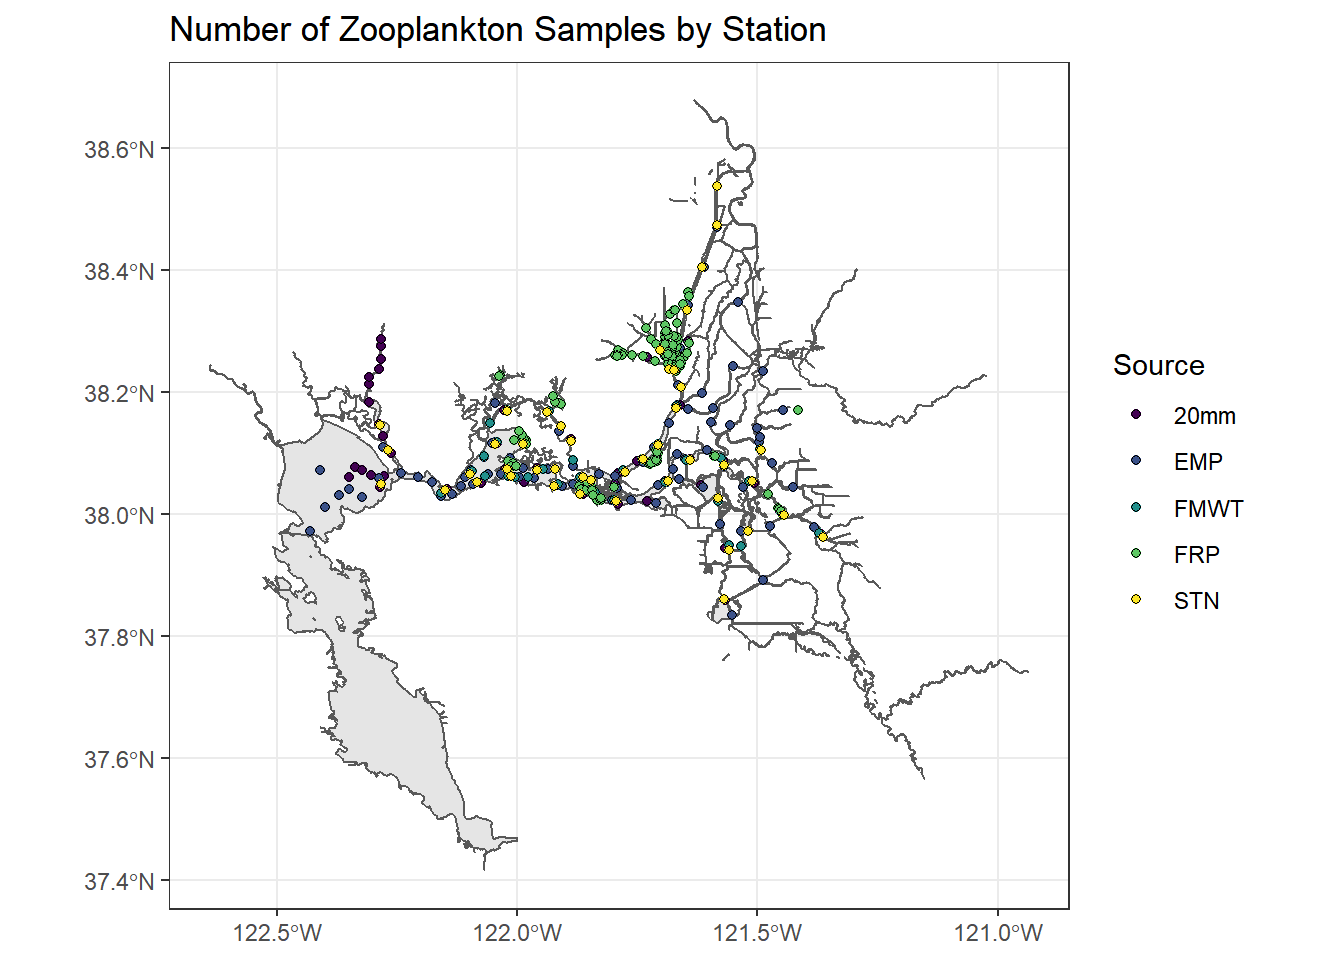 Number of Zooplankton Samples by Station
38.6°N
38.4°N
38.2°N
38.0°N
37.8°N
37.6°N
37.4°N
122.5°W
122.0°W
121.5°W
121.0°W
Source
20mm
EMP
FMWT
FRP
STN